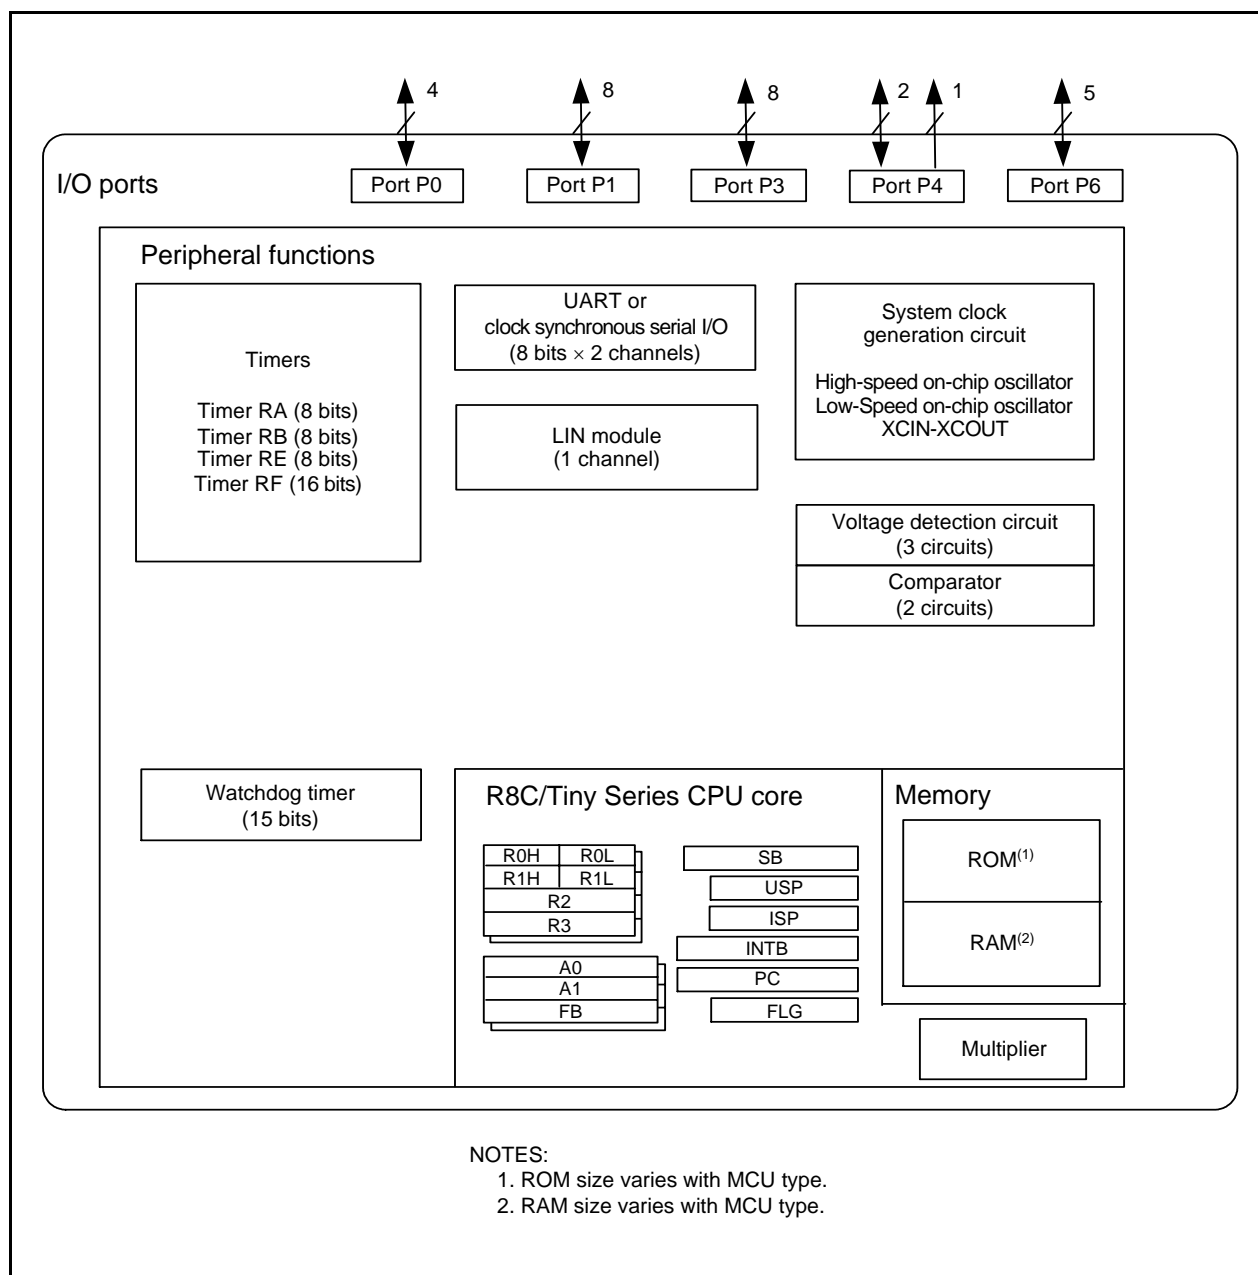 4
8
8
2
1
5
I/O ports
Port P0
Port P1
Port P3
Port P4
Port P6
Peripheral functions
Timers
Timer RA (8 bits)
Timer RB (8 bits)
Timer RE (8 bits)
Timer RF (16 bits)
UART or
clock synchronous serial I/O
(8 bits × 2 channels)
LIN module
(1 channel)
System clock
generation circuit
High-speed on-chip oscillator
Low-Speed on-chip oscillator
XCIN-XCOUT
Voltage detection circuit
(3 circuits)
Comparator
(2 circuits)
Watchdog timer
(15 bits)
R8C/Tiny Series CPU core
R0H R0L
R1H R1L
R2
R3
A0
A1
FB
SB
USP
ISP
INTB
PC
FLG
Memory
ROM(1)
RAM(2)
Multiplier
NOTES:
1. ROM size varies with MCU type.
2. RAM size varies with MCU type.